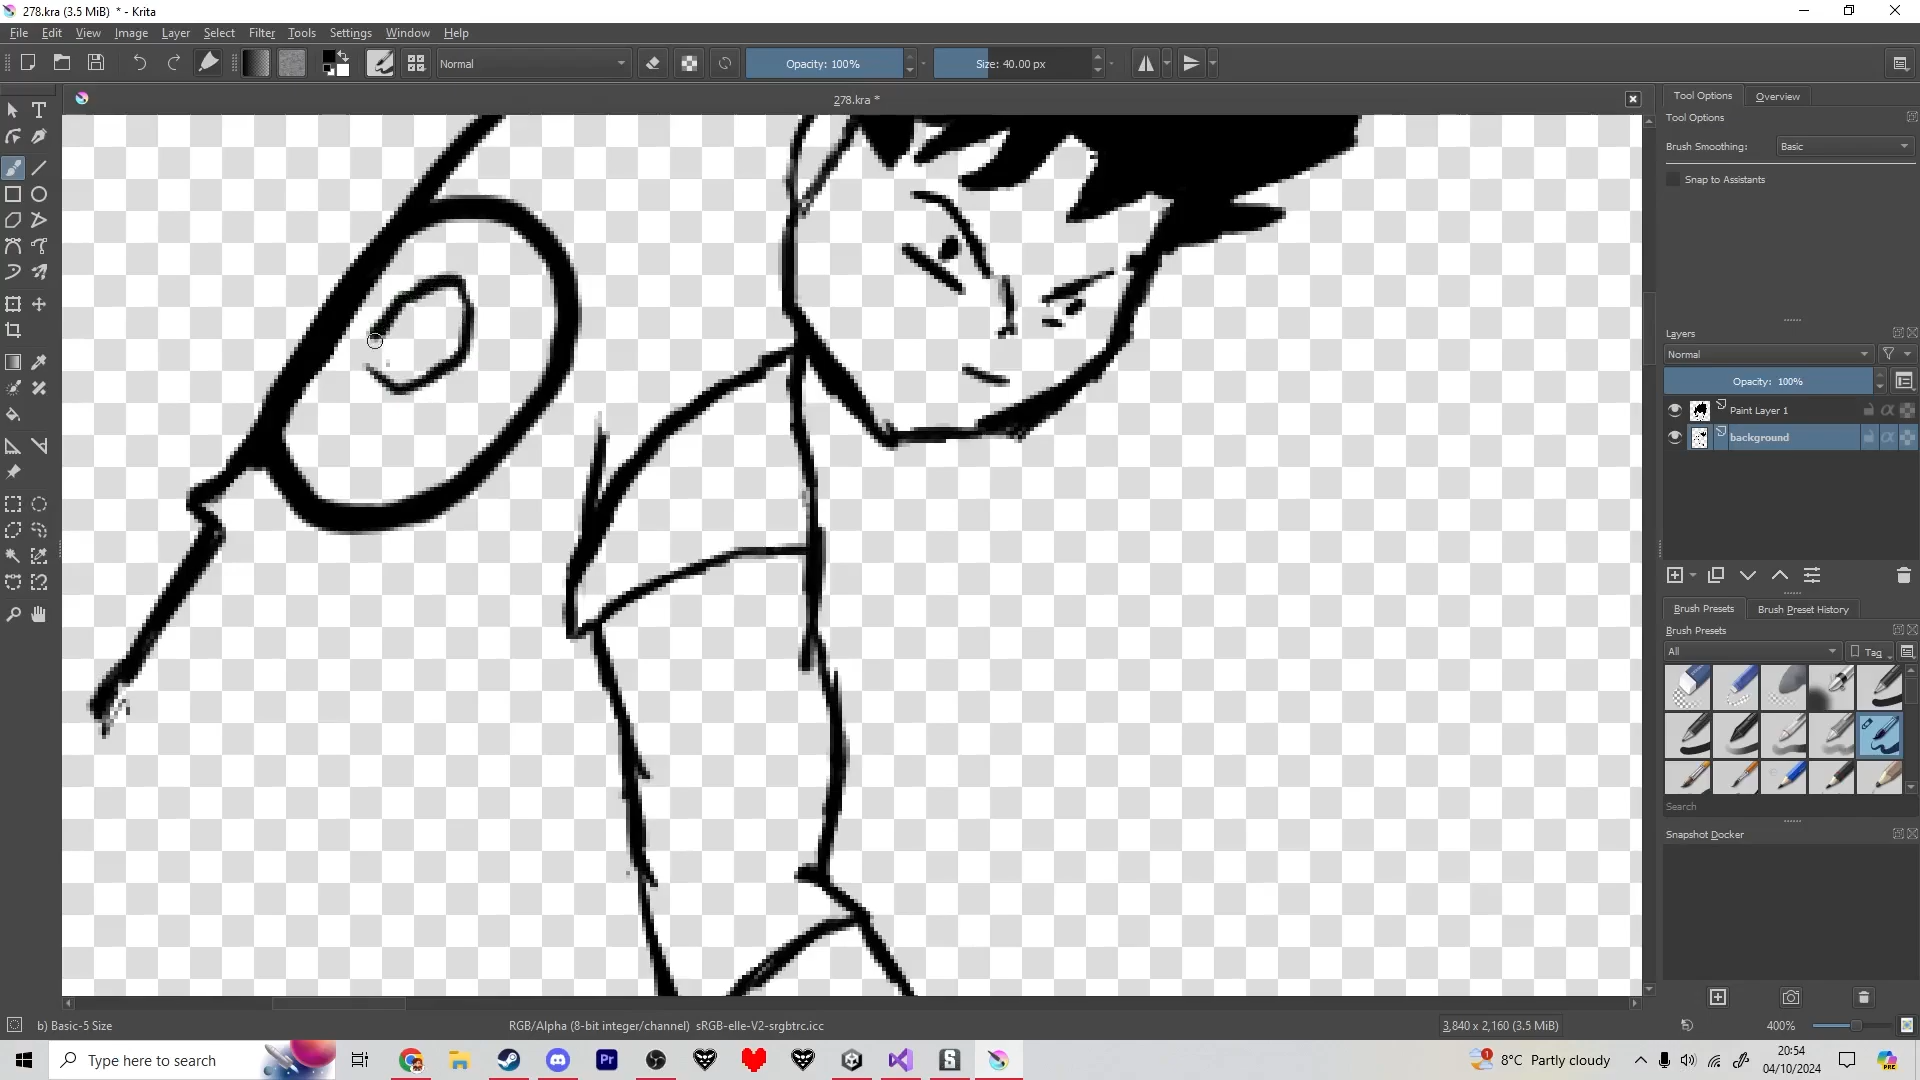 278.kra (3.5 MiB)  * - Krita
File Edit View Image Layer Select Filter Tools Settings Window Help
Normal Opacity: 100% Size: 40.00 px
278.kra *
Tool Options Overview
Tool Options
Brush Smoothing: Basic
Snap to Assistants
Layers
Normal
Opacity:  100%
Paint Layer 1
background
Brush Presets Brush Preset History
Brush Presets
All Tag
Search
Snapshot Docker
b) Basic-5 Size RGB/Alpha (8-bit integer/channel)  sRGB-elle-V2-srgbtrc.icc 3,840 x 2,160 (3.5 MiB) 400%
Type here to search Pr S 1 8°C Partly cloudy 20:54
04/10/2024
PRE